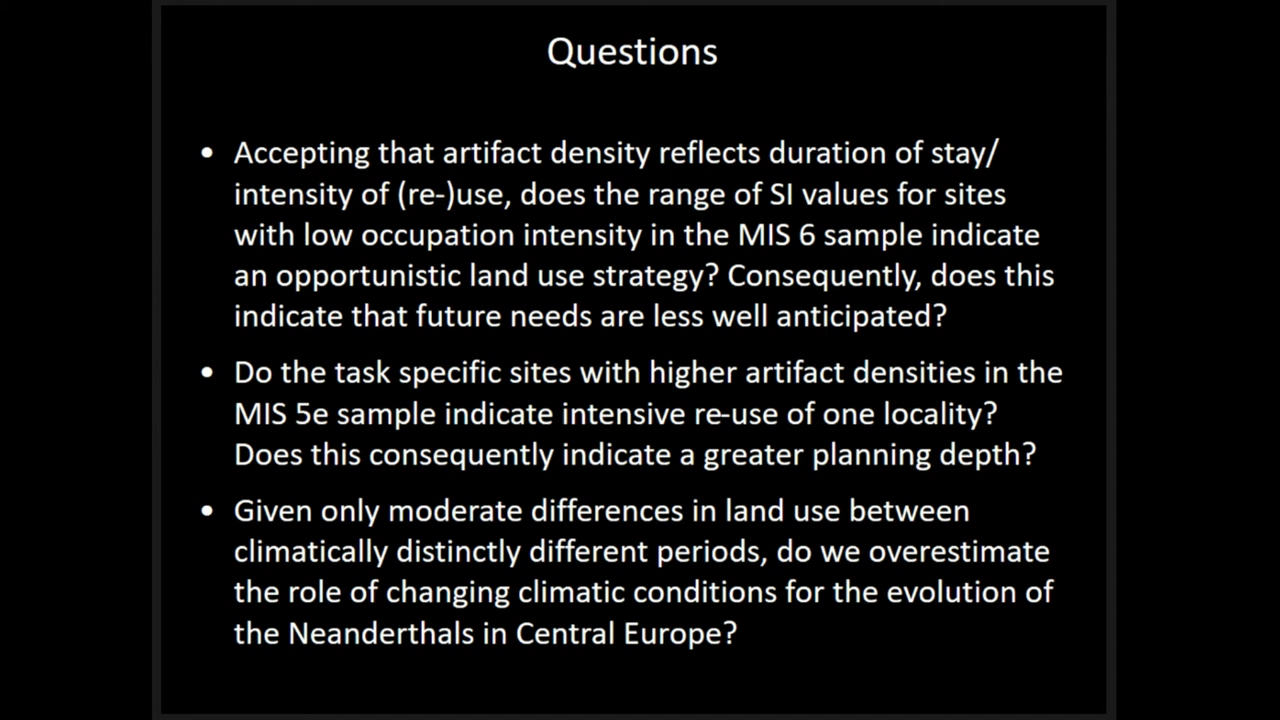 Questions
• Accepting that artifact density reflects duration of stay/
intensity of (re-)use, does the range of SI values for sites
with low occupation intensity in the MIS 6 sample indicate
an opportunistic land use strategy? Consequently, does this
indicate that future needs are less well anticipated?
• Do the task specific sites with higher artifact densities in the
MIS 5e sample indicate intensive re-use of one locality?
Does this consequently indicate a greater planning depth?
• Given only moderate differences in land use between
climatically distinctly different periods, do we overestimate
the role of changing climatic conditions for the evolution of
the Neanderthals in Central Europe?